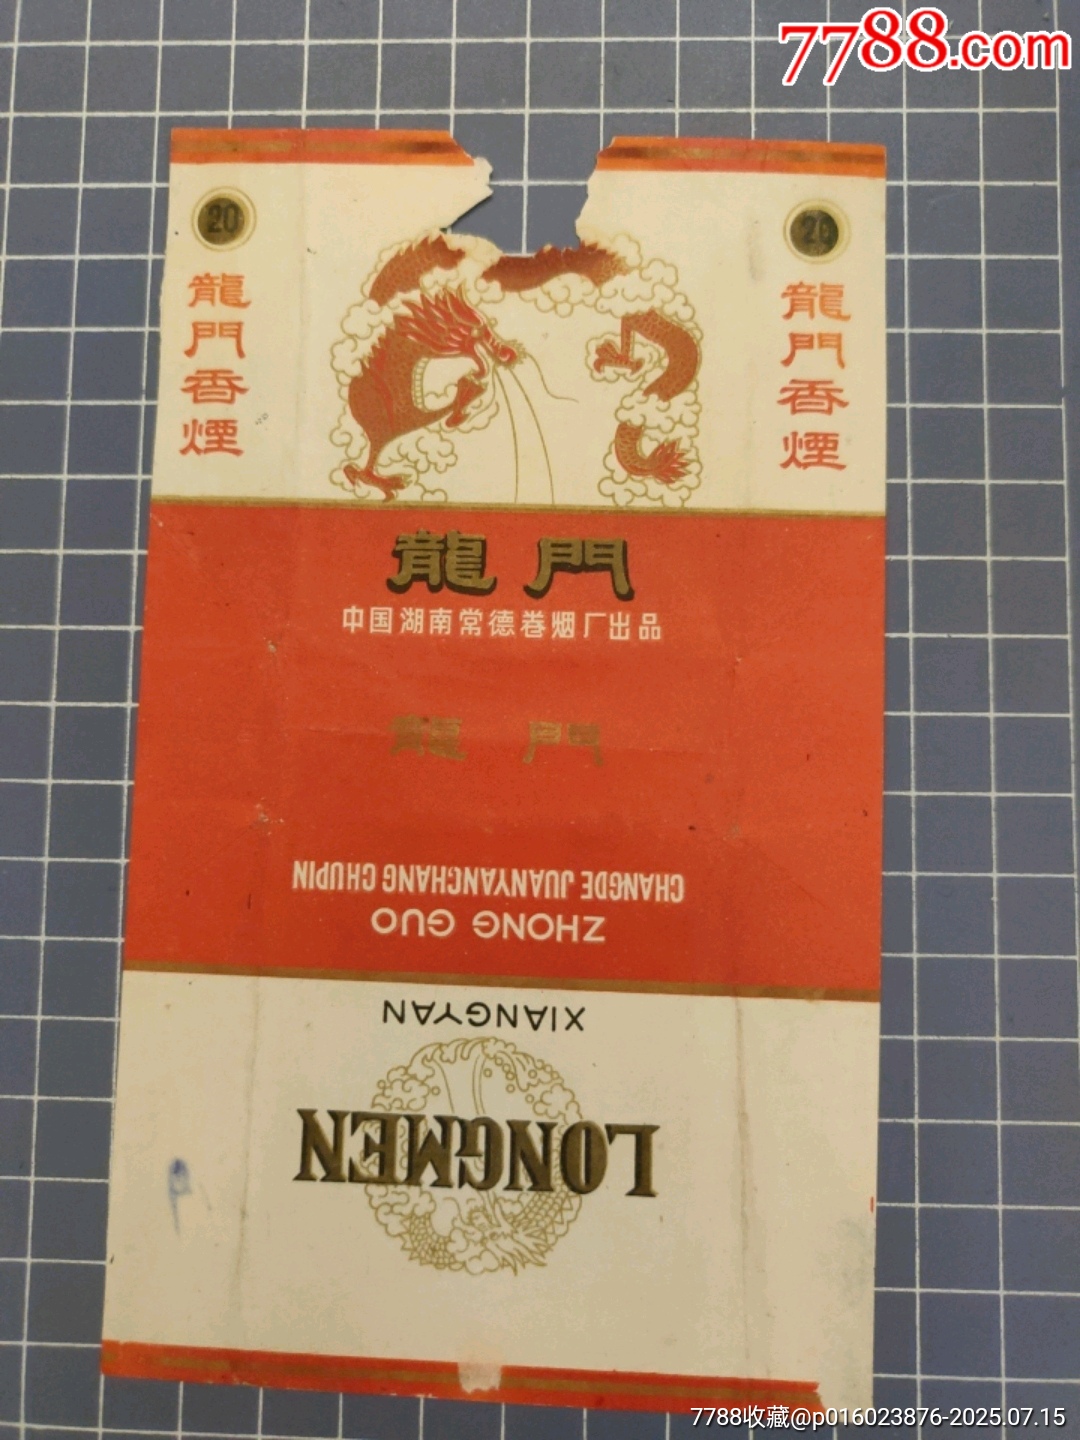 7788.com
20
龍門香煙
20
龍門香煙
龍門
中国湖南常德卷烟厂出品
龍門
ZHONG GUO
CHANGDE JUANYANCHANG CHUPIN
LONGMEN
XIANGYAN
7788收藏@p016023876-2025.07.15